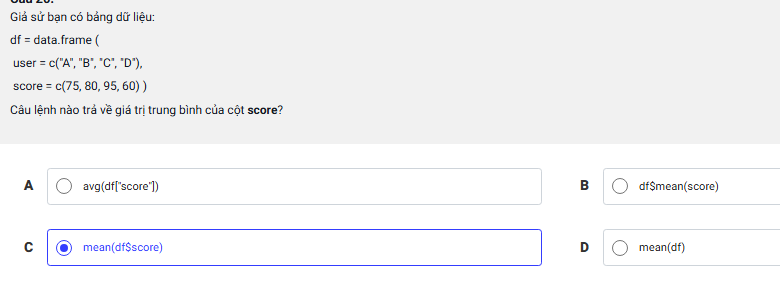 Giả sử bạn có bảng dữ liệu:
df = data.frame (
user = c("A", "B", "C", "D"),
score = c(75, 80, 95, 60) )
Câu lệnh nào trả về giá trị trung bình của cột score?
A avg(df["score"])
B df$mean(score)
C mean(df$score)
D mean(df)